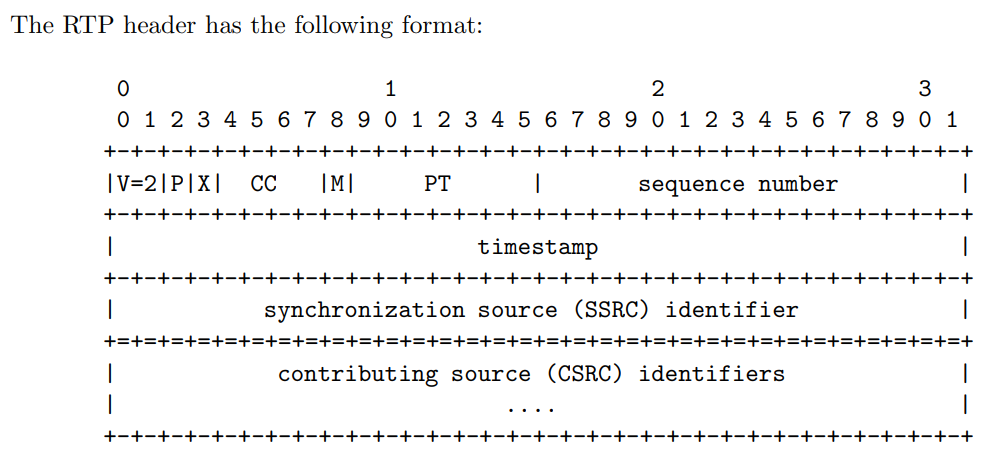 The RTP header has the following format:
0                   1                   2                   3
0 1 2 3 4 5 6 7 8 9 0 1 2 3 4 5 6 7 8 9 0 1 2 3 4 5 6 7 8 9 0 1
+-+-+-+-+-+-+-+-+-+-+-+-+-+-+-+-+-+-+-+-+-+-+-+-+-+-+-+-+-+-+-+-+
|V=2|P|X|  CC   |M|     PT      |       sequence number         |
+-+-+-+-+-+-+-+-+-+-+-+-+-+-+-+-+-+-+-+-+-+-+-+-+-+-+-+-+-+-+-+-+
|                           timestamp                           |
+-+-+-+-+-+-+-+-+-+-+-+-+-+-+-+-+-+-+-+-+-+-+-+-+-+-+-+-+-+-+-+-+
|           synchronization source (SSRC) identifier            |
+=+=+=+=+=+=+=+=+=+=+=+=+=+=+=+=+=+=+=+=+=+=+=+=+=+=+=+=+=+=+=+=+
|            contributing source (CSRC) identifiers             |
|                             ....                              |
+-+-+-+-+-+-+-+-+-+-+-+-+-+-+-+-+-+-+-+-+-+-+-+-+-+-+-+-+-+-+-+-+